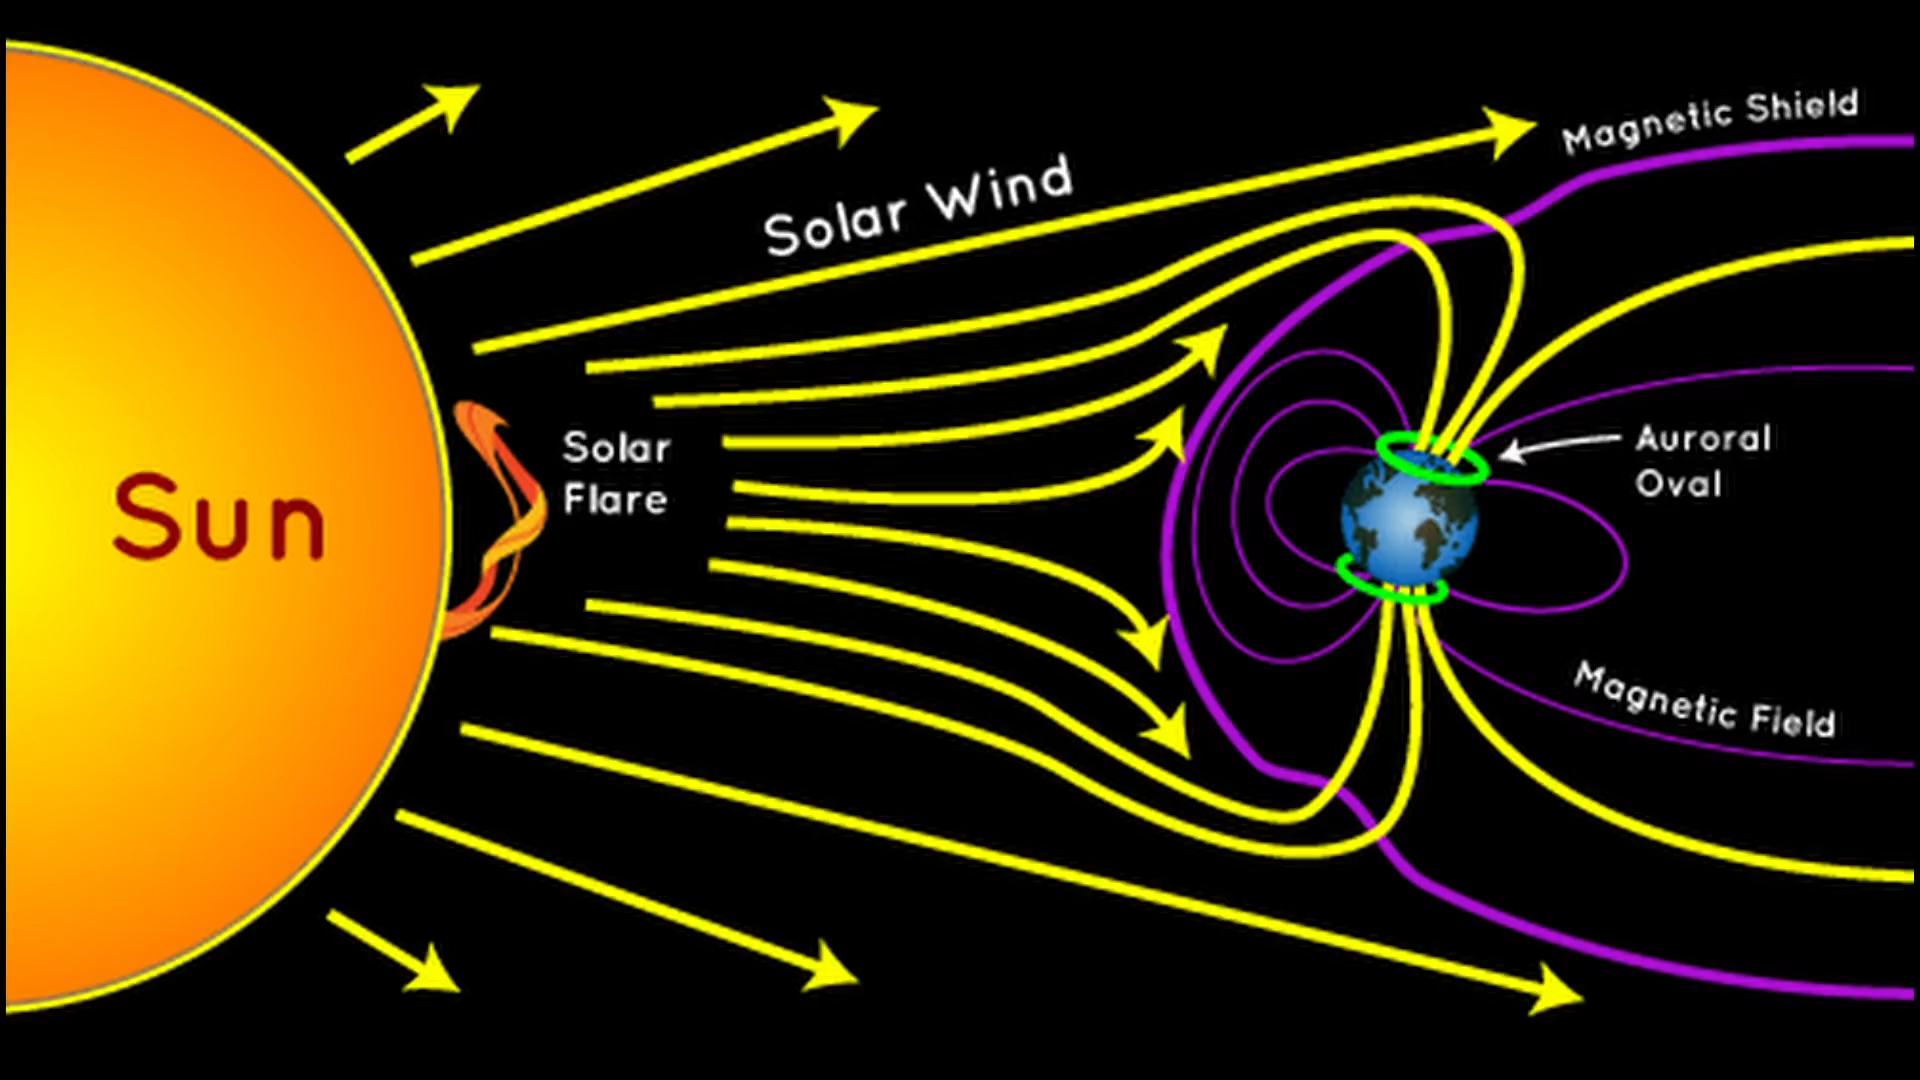 Magnetic Shield
Solar Wind
Solar
Flare
Auroral
Oval
Sun
Magnetic Field